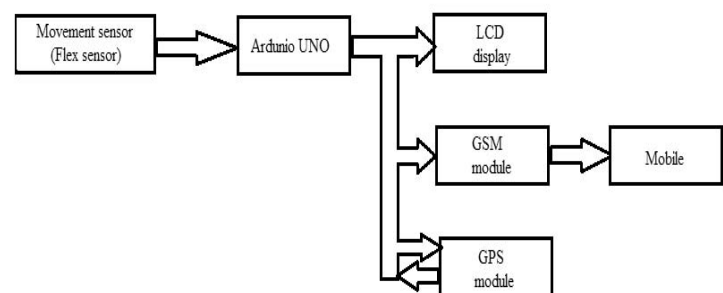 Movement sensor
(Flex sensor)
Ardunio UNO
LCD
display
GSM
module
Mobile
GPS
module